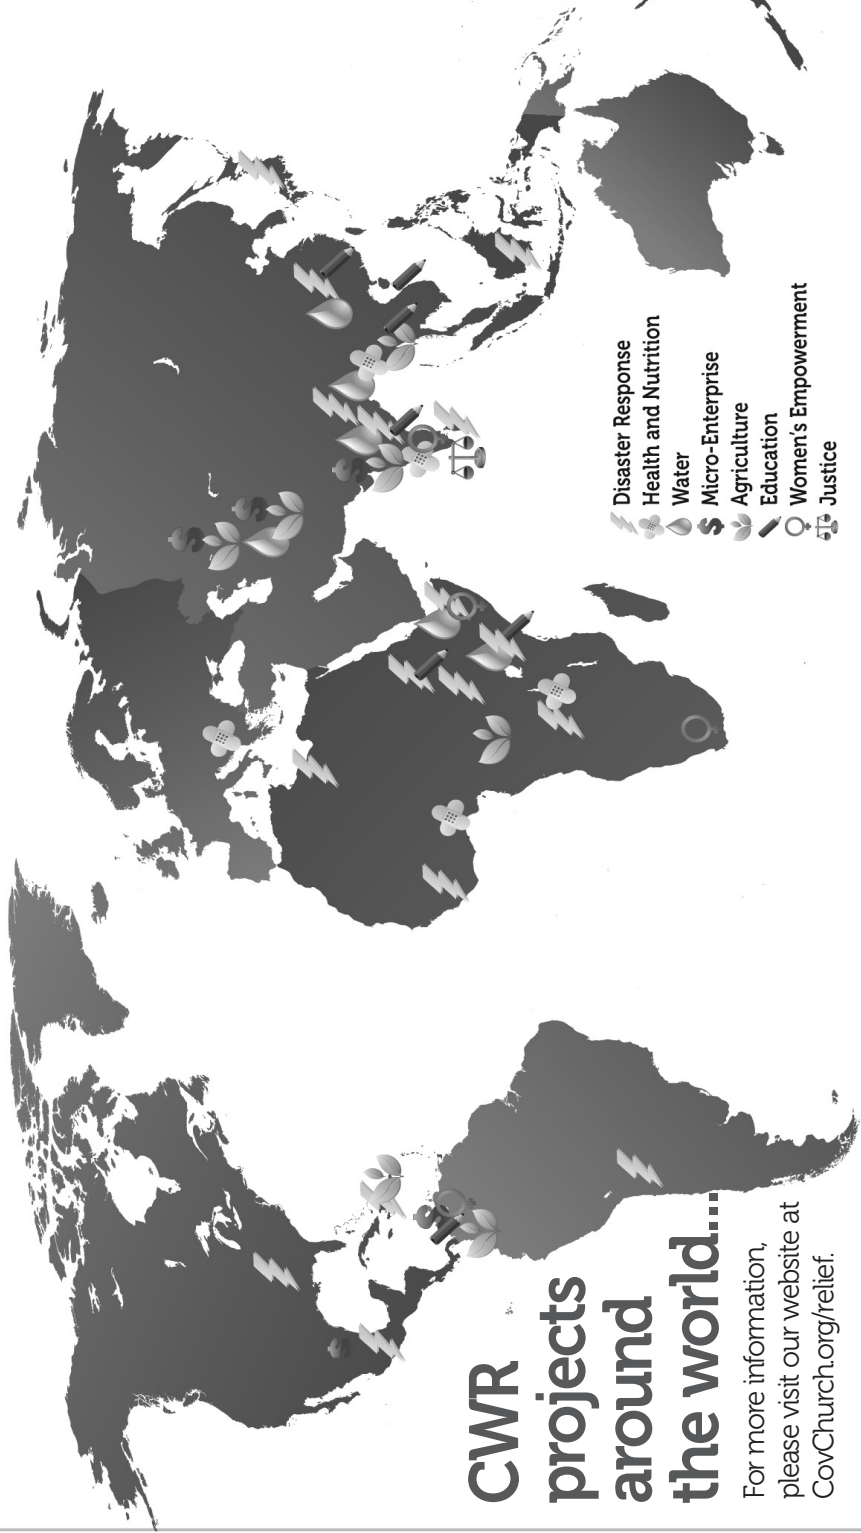 CWR
projects
around
the world...
For more information,
please visit our website at
CovChurch.org/relief.
Disaster Response
Health and Nutrition
Water
Micro-Enterprise
Agriculture
Education
Women's Empowerment
Justice